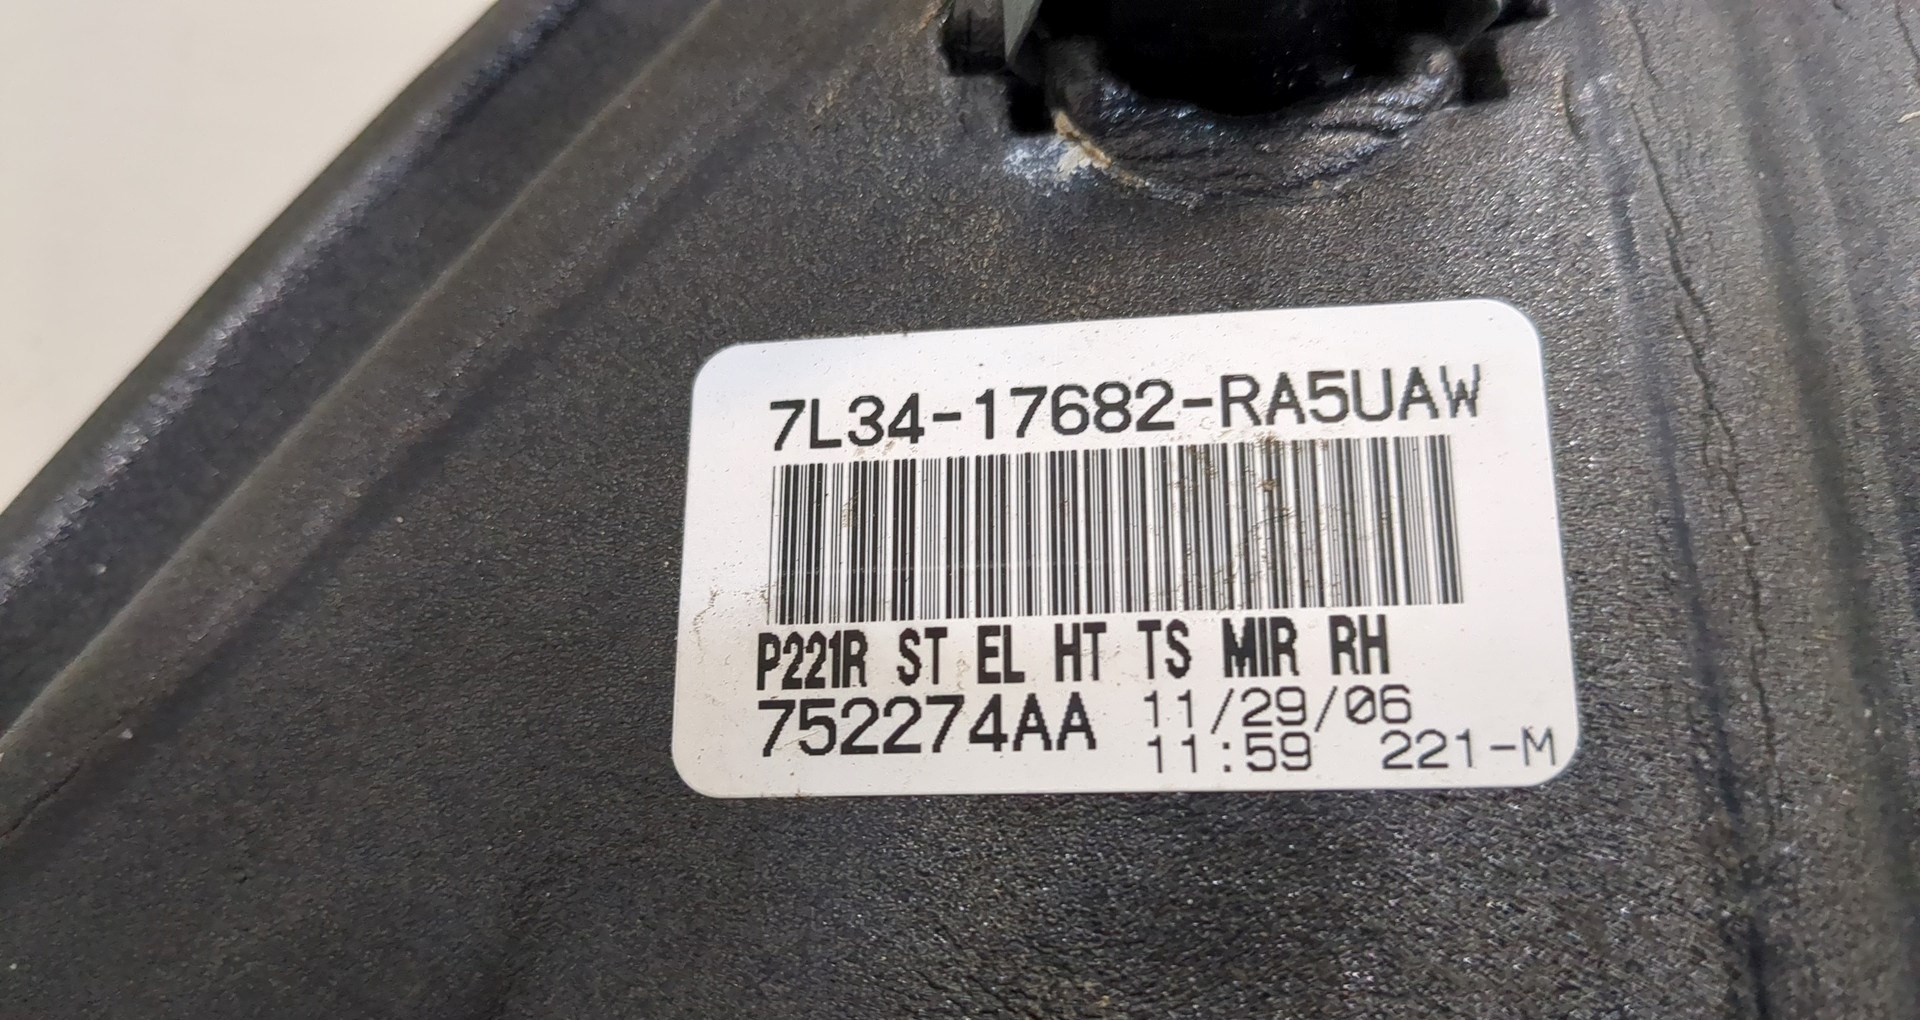 7L34-17682-RA5UAW
P221R ST EL HT TS MIR RH
752274AA 11/29/06
11:59 221-M